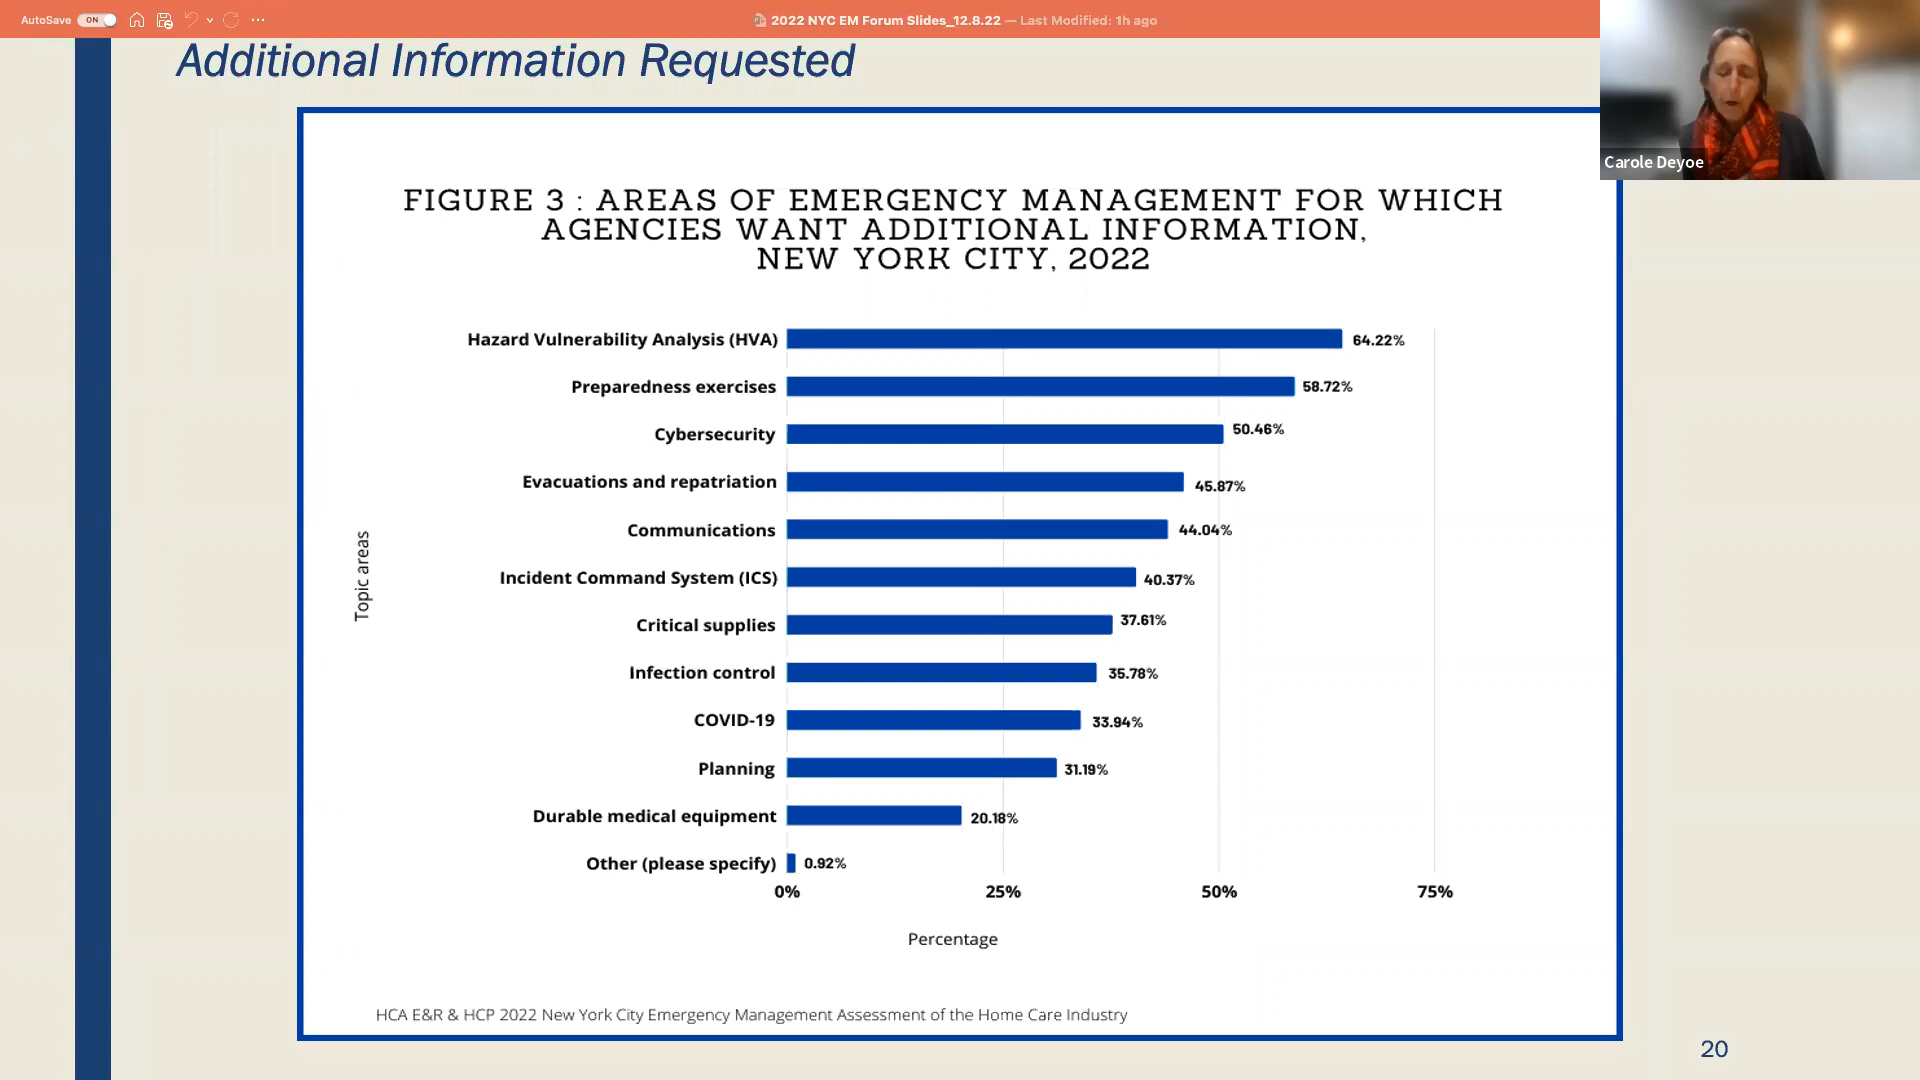 AutoSave ON
2022 NYC EM Forum Slides_12.8.22 — Last Modified: 1h ago
Additional Information Requested
Carole Deyoe
FIGURE 3 : AREAS OF EMERGENCY MANAGEMENT FOR WHICH
AGENCIES WANT ADDITIONAL INFORMATION,
NEW YORK CITY, 2022
Topic areas
Hazard Vulnerability Analysis (HVA) 64.22%
Preparedness exercises 58.72%
Cybersecurity 50.46%
Evacuations and repatriation 45.87%
Communications 44.04%
Incident Command System (ICS) 40.37%
Critical supplies 37.61%
Infection control 35.78%
COVID-19 33.94%
Planning 31.19%
Durable medical equipment 20.18%
Other (please specify) 0.92%
0% 25% 50% 75%
Percentage
HCA E&R & HCP 2022 New York City Emergency Management Assessment of the Home Care Industry
20